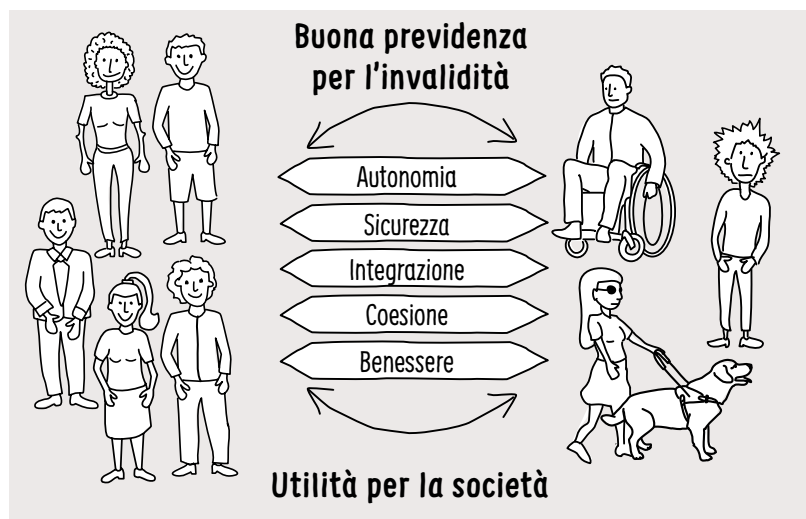 Buona previdenza
per l'invalidità
Autonomia
Sicurezza
Integrazione
Coesione
Benessere
Utilità per la società